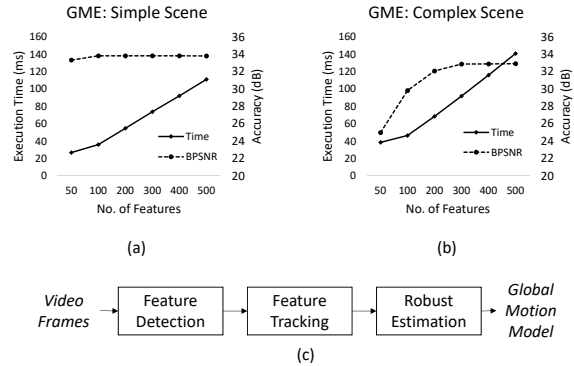 GME: Simple Scene
160
140
120
100
80
60
40
20
0
Execution Time (ms)
36
34
32
30
28
26
24
22
20
Accuracy (dB)
Time
BPSNR
50 100 200 300 400 500
No. of Features
(a)
GME: Complex Scene
160
140
120
100
80
60
40
20
0
Execution Time (ms)
36
34
32
30
28
26
24
22
20
Accuracy (dB)
Time
BPSNR
50 100 200 300 400 500
No. of Features
(b)
Video
Frames
Feature
Detection
Feature
Tracking
Robust
Estimation
Global
Motion
Model
(c)